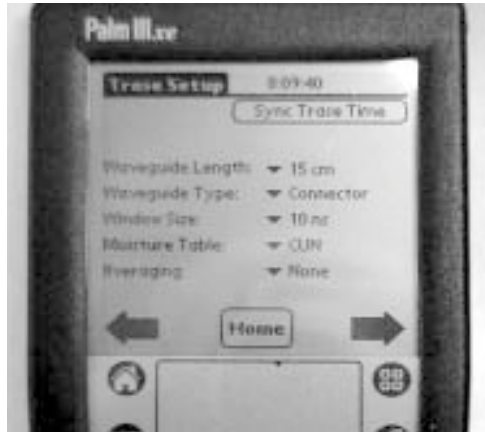 Palm IIIxe
Trase Setup 8:09:40
Sync Trase Time
Waveguide Length: 15 cm
Waveguide Type: Connector
Window Size: 10 ns
Moisture Table: CUN
Averaging: None
Home